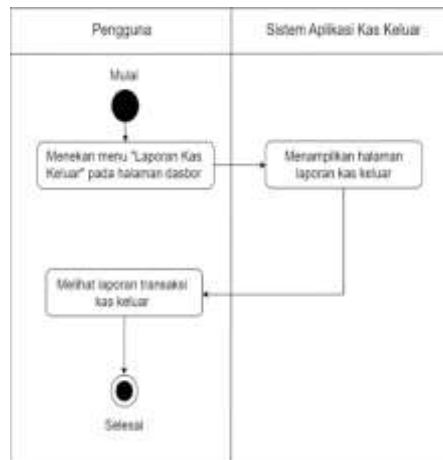 Pengguna
Sistem Aplikasi Kas Keluar
Mulai
Menekan menu "Laporan Kas
Keluar" pada halaman dasbor
Menampilkan halaman
laporan kas keluar
Melihat laporan transaksi
kas keluar
Selesai